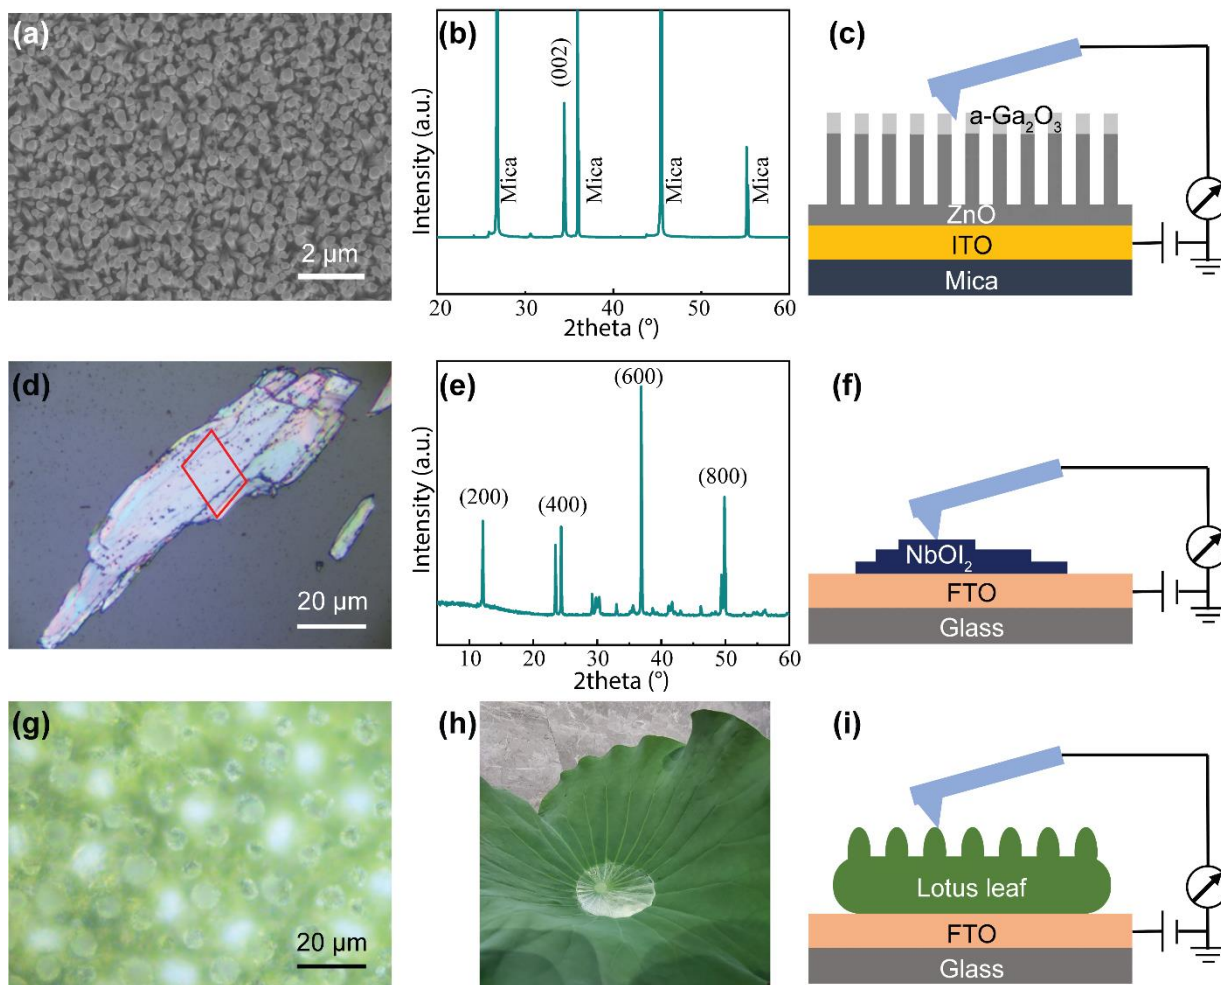 (a)
2 μm
(b)
Intensity (a.u.)
Mica
(002)
Mica
Mica
Mica
20 30 40 50 60
2theta (°)
(c)
a-Ga₂O₃
ZnO
ITO
Mica
(d)
20 μm
(e)
Intensity (a.u.)
(200)
(400)
(600)
(800)
10 20 30 40 50 60
2theta (°)
(f)
NbOI₂
FTO
Glass
(g)
20 μm
(h)
(i)
Lotus leaf
FTO
Glass